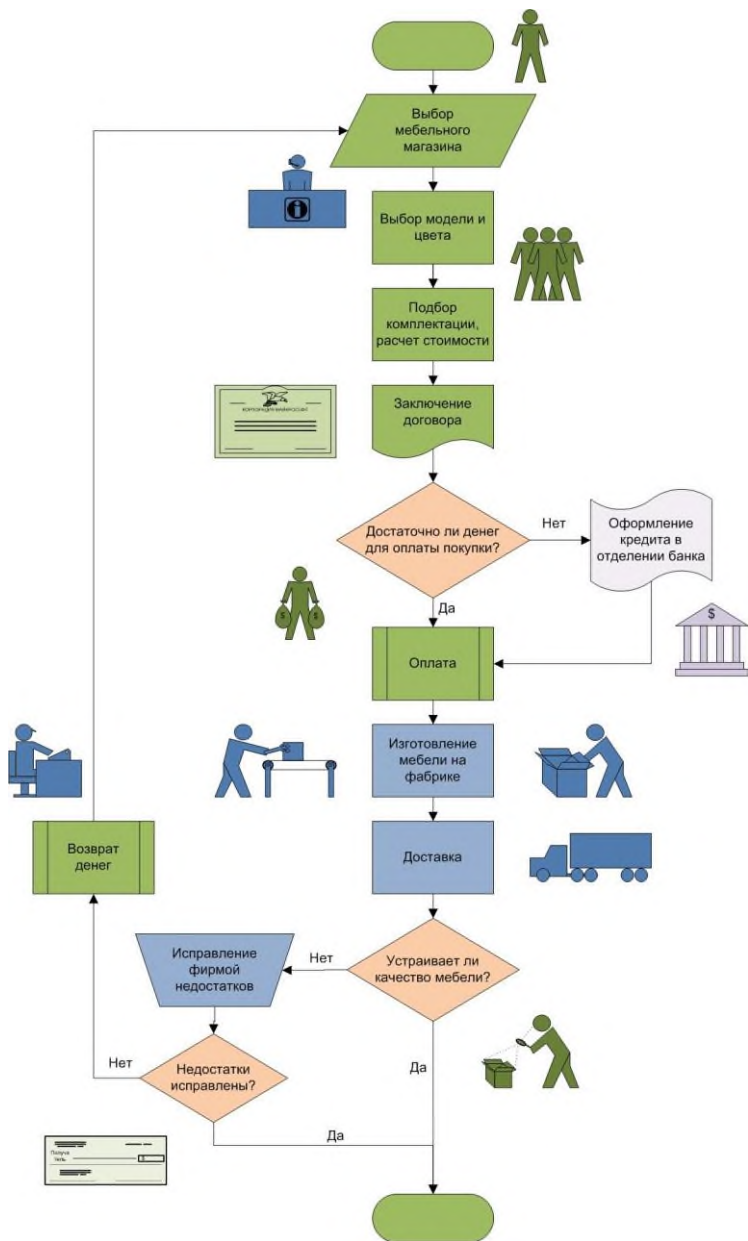 Выбор
мебельного
магазина
Выбор модели и
цвета
Подбор
комплектации,
расчет стоимости
Заключение
договора
Достаточно ли денег
для оплаты покупки?
Нет
Оформление
кредита в
отделении банка
$
Да
$ $
Оплата
Изготовление
мебели на
фабрике
Возврат
денег
Доставка
Устраивает ли
качество мебели?
Нет
Исправление
фирмой
недостатков
Недостатки
исправлены?
Нет
Да
Да
Получа
тель